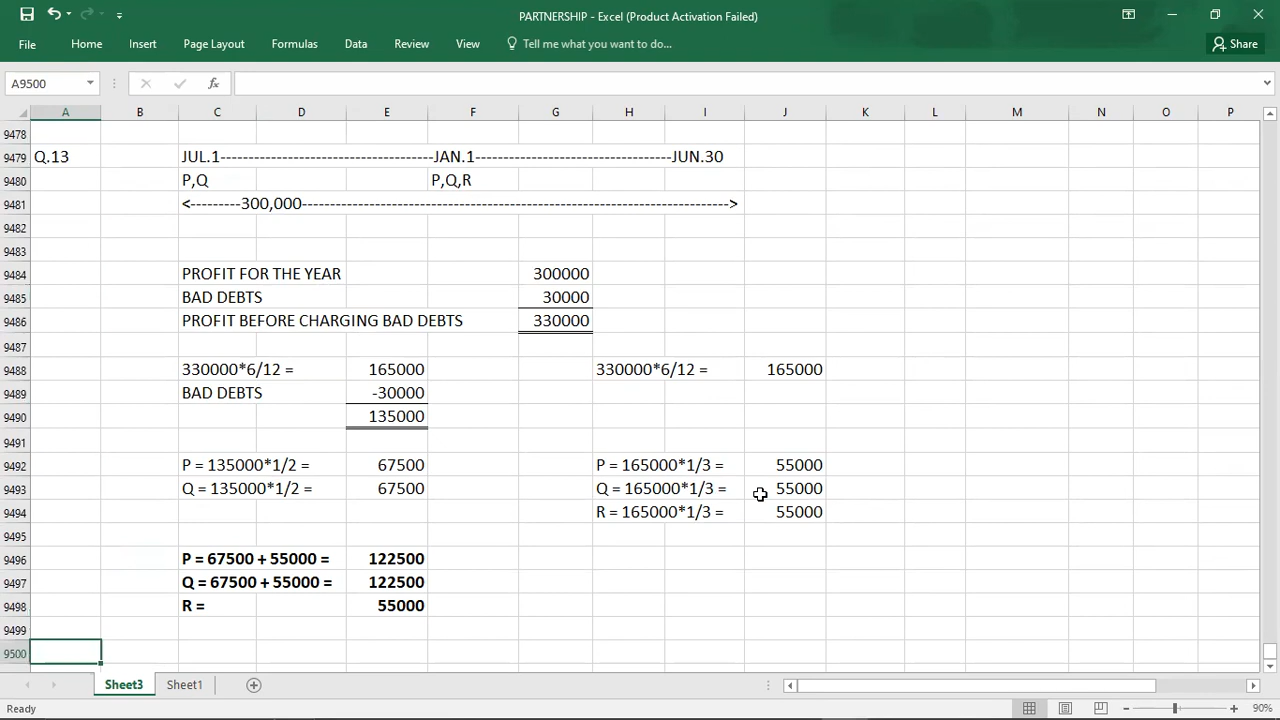 PARTNERSHIP - Excel (Product Activation Failed)
File Home Insert Page Layout Formulas Data Review View Tell me what you want to do... Share
A9500 fx
A B C D E F G H I J K L M N O P
9478
9479 Q.13 JUL.1--------------------------------------JAN.1-----------------------------------JUN.30
9480 P,Q P,Q,R
9481 <---------300,000---------------------------------------------------------------------------->
9482
9483
9484 PROFIT FOR THE YEAR 300000
9485 BAD DEBTS 30000
9486 PROFIT BEFORE CHARGING BAD DEBTS 330000
9487
9488 330000*6/12 = 165000 330000*6/12 = 165000
9489 BAD DEBTS -30000
9490 135000
9491
9492 P = 135000*1/2 = 67500 P = 165000*1/3 = 55000
9493 Q = 135000*1/2 = 67500 Q = 165000*1/3 = 55000
9494 R = 165000*1/3 = 55000
9495
9496 P = 67500 + 55000 = 122500
9497 Q = 67500 + 55000 = 122500
9498 R = 55000
9499
9500
Sheet3 Sheet1
Ready 90%